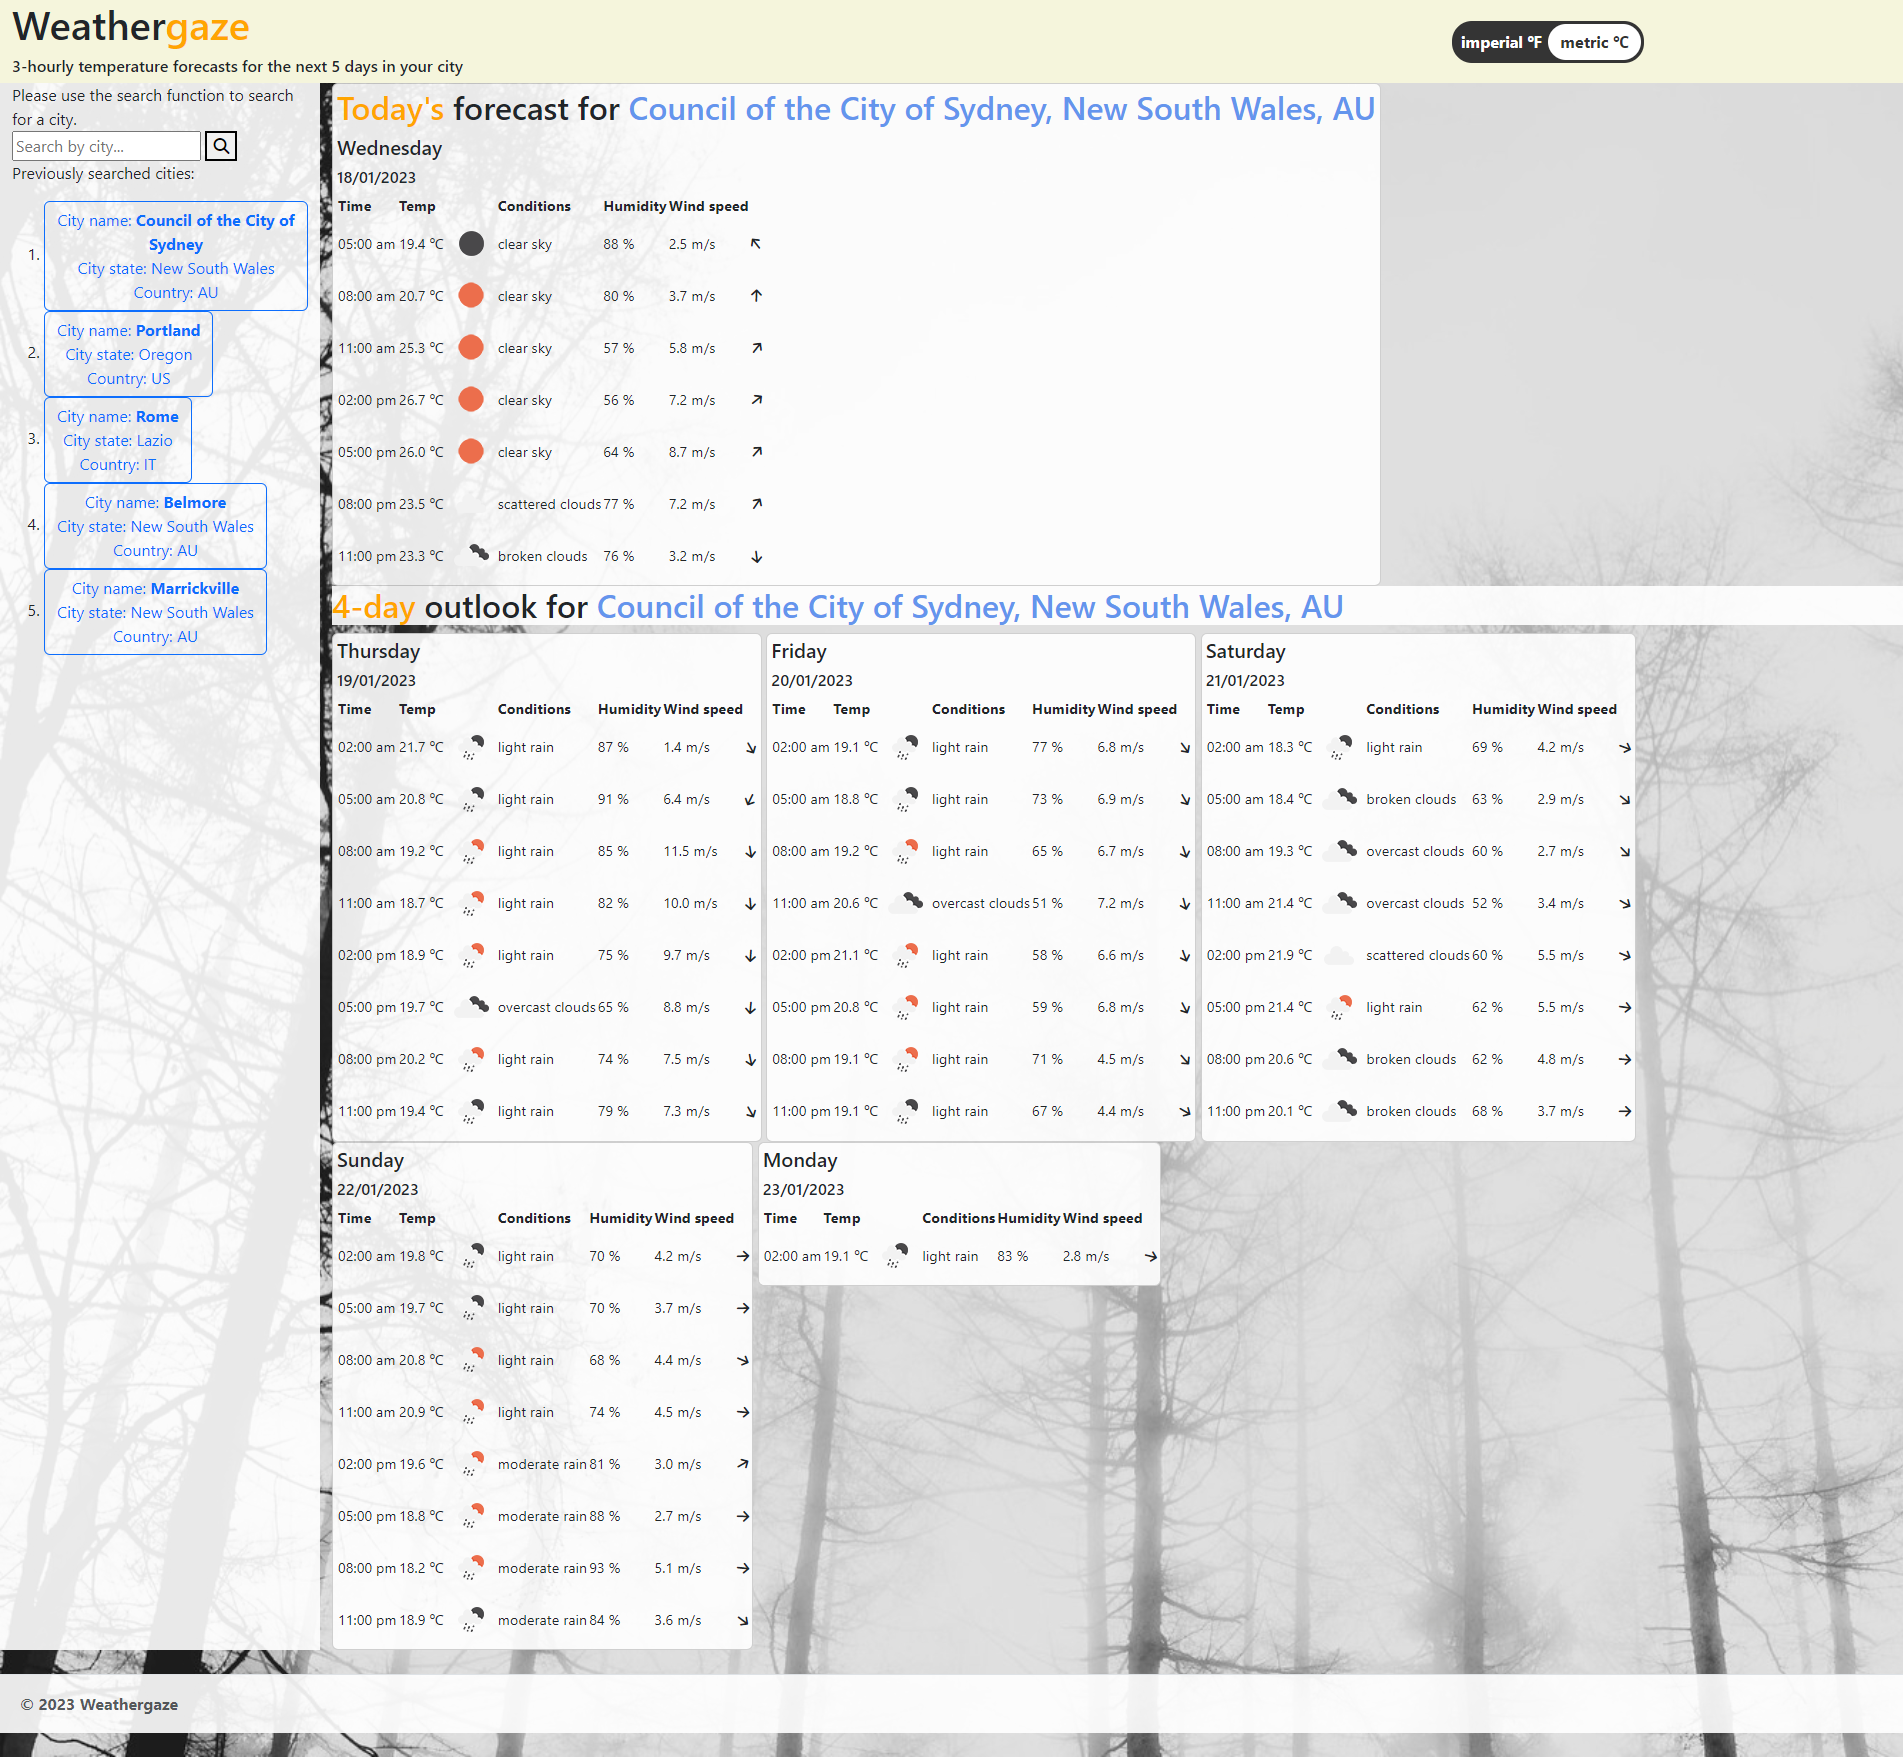 Weathergaze
3-hourly temperature forecasts for the next 5 days in your city
imperial °F metric °C
Please use the search function to search
for a city.
Search by city...
Previously searched cities:
1. City name: Council of the City of
Sydney
City state: New South Wales
Country: AU
2. City name: Portland
City state: Oregon
Country: US
3. City name: Rome
City state: Lazio
Country: IT
4. City name: Belmore
City state: New South Wales
Country: AU
5. City name: Marrickville
City state: New South Wales
Country: AU
Today's forecast for Council of the City of Sydney, New South Wales, AU
Wednesday
18/01/2023
Time Temp Conditions Humidity Wind speed
05:00 am 19.4 °C clear sky 88 % 2.5 m/s
08:00 am 20.7 °C clear sky 80 % 3.7 m/s
11:00 am 25.3 °C clear sky 57 % 5.8 m/s
02:00 pm 26.7 °C clear sky 56 % 7.2 m/s
05:00 pm 26.0 °C clear sky 64 % 8.7 m/s
08:00 pm 23.5 °C scattered clouds 77 % 7.2 m/s
11:00 pm 23.3 °C broken clouds 76 % 3.2 m/s
4-day outlook for Council of the City of Sydney, New South Wales, AU
Thursday
19/01/2023
Time Temp Conditions Humidity Wind speed
02:00 am 21.7 °C light rain 87 % 1.4 m/s
05:00 am 20.8 °C light rain 91 % 6.4 m/s
08:00 am 19.2 °C light rain 85 % 11.5 m/s
11:00 am 18.7 °C light rain 82 % 10.0 m/s
02:00 pm 18.9 °C light rain 75 % 9.7 m/s
05:00 pm 19.7 °C overcast clouds 65 % 8.8 m/s
08:00 pm 20.2 °C light rain 74 % 7.5 m/s
11:00 pm 19.4 °C light rain 79 % 7.3 m/s
Friday
20/01/2023
Time Temp Conditions Humidity Wind speed
02:00 am 19.1 °C light rain 77 % 6.8 m/s
05:00 am 18.8 °C light rain 73 % 6.9 m/s
08:00 am 19.2 °C light rain 65 % 6.7 m/s
11:00 am 20.6 °C overcast clouds 51 % 7.2 m/s
02:00 pm 21.1 °C light rain 58 % 6.6 m/s
05:00 pm 20.8 °C light rain 59 % 6.8 m/s
08:00 pm 19.1 °C light rain 71 % 4.5 m/s
11:00 pm 19.1 °C light rain 67 % 4.4 m/s
Saturday
21/01/2023
Time Temp Conditions Humidity Wind speed
02:00 am 18.3 °C light rain 69 % 4.2 m/s
05:00 am 18.4 °C broken clouds 63 % 2.9 m/s
08:00 am 19.3 °C overcast clouds 60 % 2.7 m/s
11:00 am 21.4 °C overcast clouds 52 % 3.4 m/s
02:00 pm 21.9 °C scattered clouds 60 % 5.5 m/s
05:00 pm 21.4 °C light rain 62 % 5.5 m/s
08:00 pm 20.6 °C broken clouds 62 % 4.8 m/s
11:00 pm 20.1 °C broken clouds 68 % 3.7 m/s
Sunday
22/01/2023
Time Temp Conditions Humidity Wind speed
02:00 am 19.8 °C light rain 70 % 4.2 m/s
05:00 am 19.7 °C light rain 70 % 3.7 m/s
08:00 am 20.8 °C light rain 68 % 4.4 m/s
11:00 am 20.9 °C light rain 74 % 4.5 m/s
02:00 pm 19.6 °C moderate rain 81 % 3.0 m/s
05:00 pm 18.8 °C moderate rain 88 % 2.7 m/s
08:00 pm 18.2 °C moderate rain 93 % 5.1 m/s
11:00 pm 18.9 °C moderate rain 84 % 3.6 m/s
Monday
23/01/2023
Time Temp Conditions Humidity Wind speed
02:00 am 19.1 °C light rain 83 % 2.8 m/s
© 2023 Weathergaze